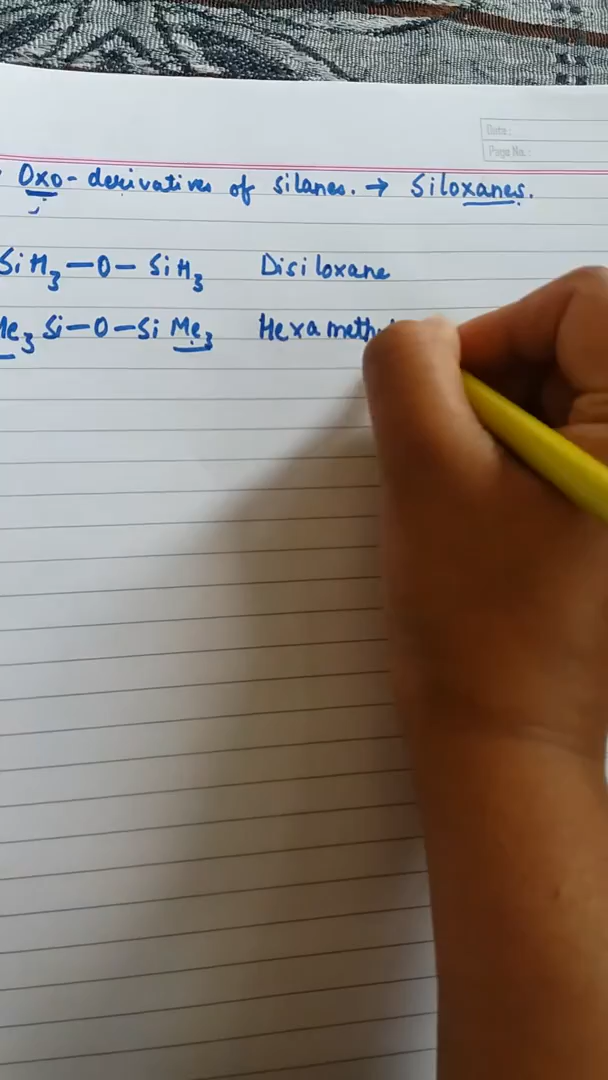 Date:
Page No.:
Oxo-derivatives of silanes. → Siloxanes.
SiH3—O—SiH3 Disiloxane
Me3Si—O—SiMe3 Hexameth